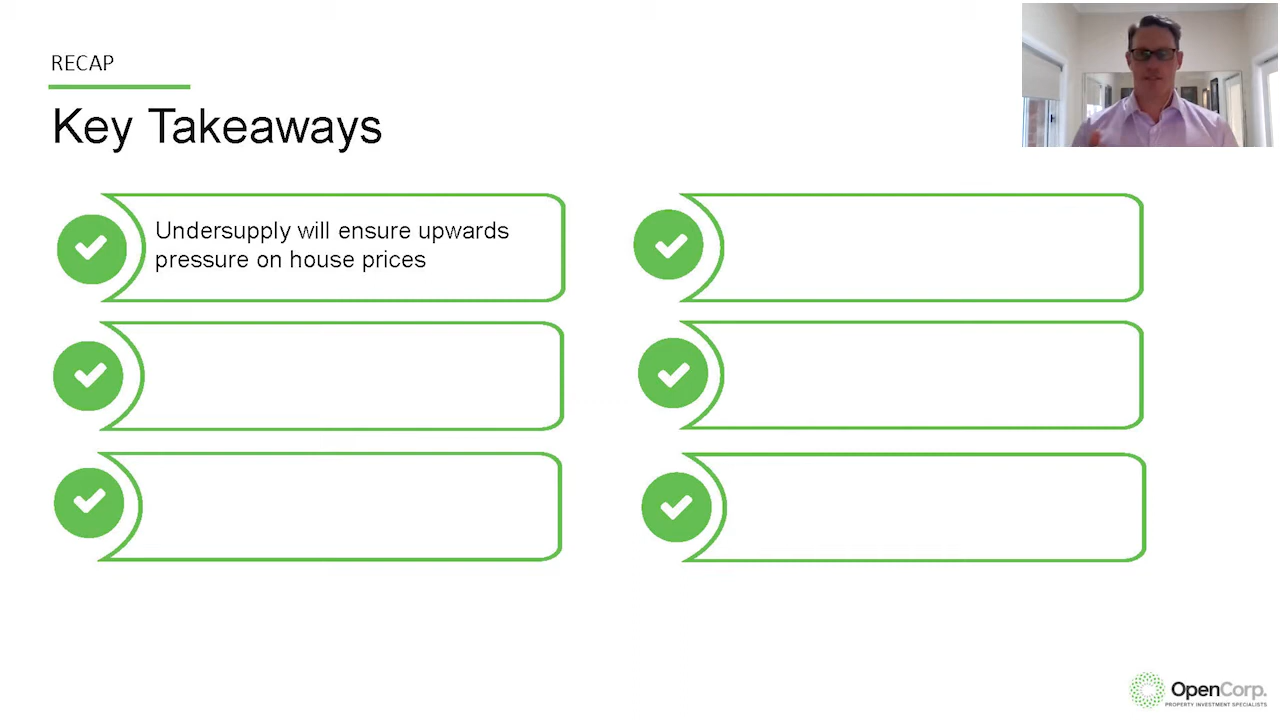 RECAP
Key Takeaways
Undersupply will ensure upwards
pressure on house prices
OpenCorp.
PROPERTY INVESTMENT SPECIALISTS